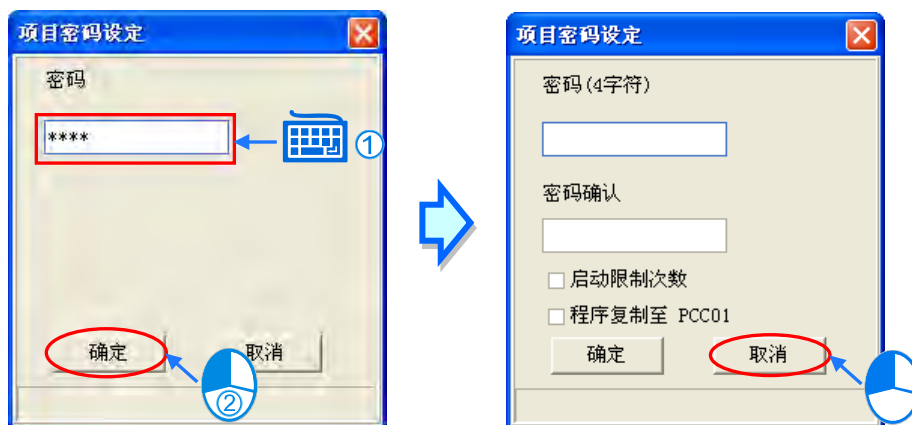 项目密码设定
密码
****
①
确定
取消
②
项目密码设定
密码(4字符)
密码确认
启动限制次数
程序复制至 PCC01
确定
取消